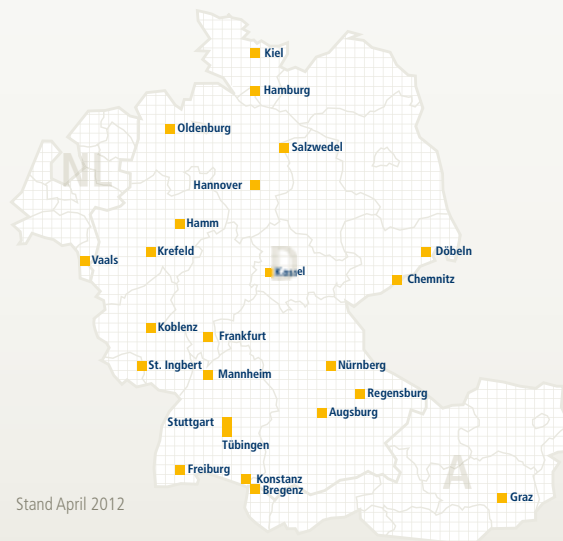 Kiel
Hamburg
Oldenburg
Salzwedel
NL
Hannover
Hamm
Krefeld
Döbeln
Vaals
D
Kassel
Chemnitz
Koblenz
Frankfurt
St. Ingbert
Nürnberg
Mannheim
Regensburg
Augsburg
Stuttgart
Tübingen
Freiburg
A
Konstanz
Bregenz
Graz
Stand April 2012